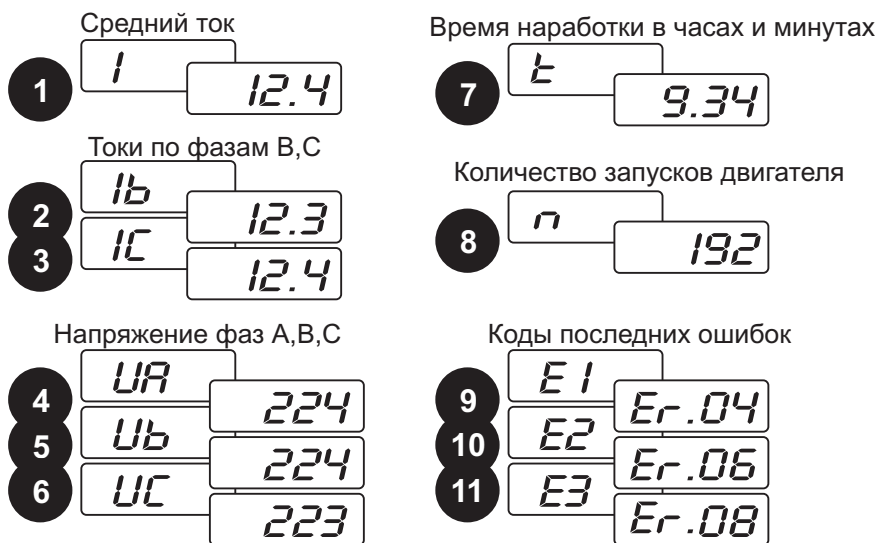 Средний ток
1
I
12.4
Токи по фазам B,C
2
Ib
12.3
3
IC
12.4
Напряжение фаз A,B,C
4
UA
224
5
Ub
224
6
UC
223
Время наработки в часах и минутах
7
t
9.34
Количество запусков двигателя
8
n
192
Коды последних ошибок
9
E1
Er.04
10
E2
Er.06
11
E3
Er.08